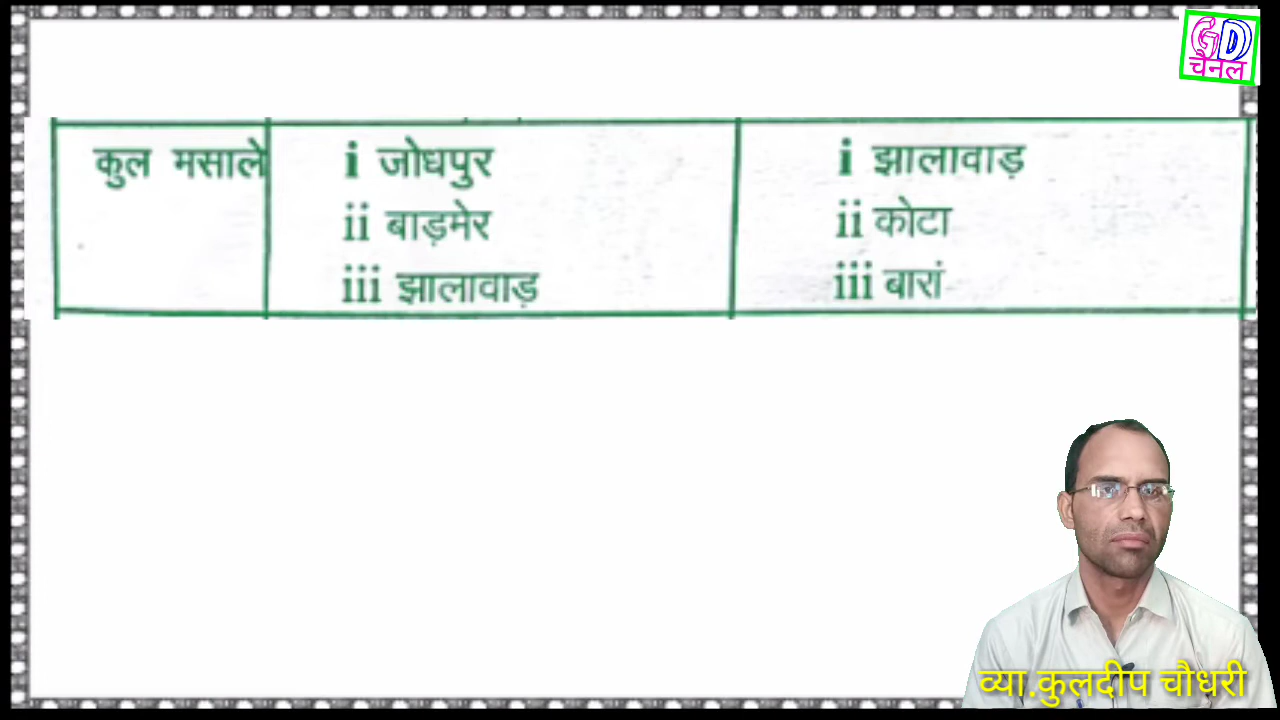 GD
चैनल
कुल मसाले i जोधपुर i झालावाड़
ii बाड़मेर ii कोटा
iii झालावाड़ iii बारां
व्या.कुलदीप चौधरी